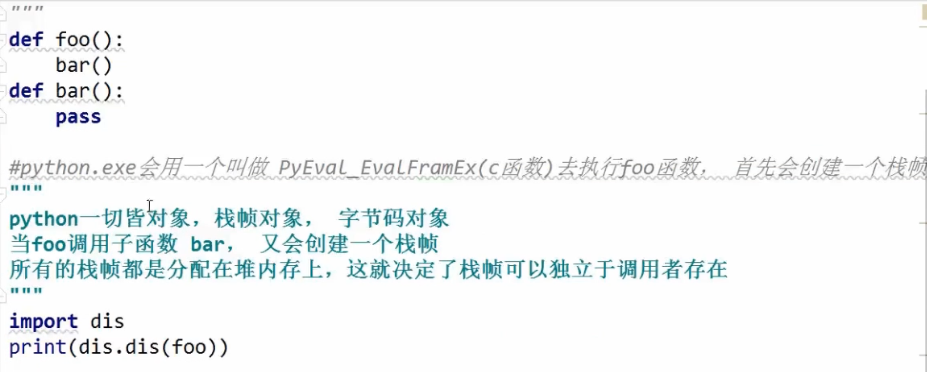 """
def foo():
    bar()
def bar():
    pass
#python.exe会用一个叫做 PyEval_EvalFramEx(c函数)去执行foo函数， 首先会创建一个栈帧
"""
python一切皆对象，栈帧对象， 字节码对象
当foo调用子函数 bar， 又会创建一个栈帧
所有的栈帧都是分配在堆内存上，这就决定了栈帧可以独立于调用者存在
"""
import dis
print(dis.dis(foo))